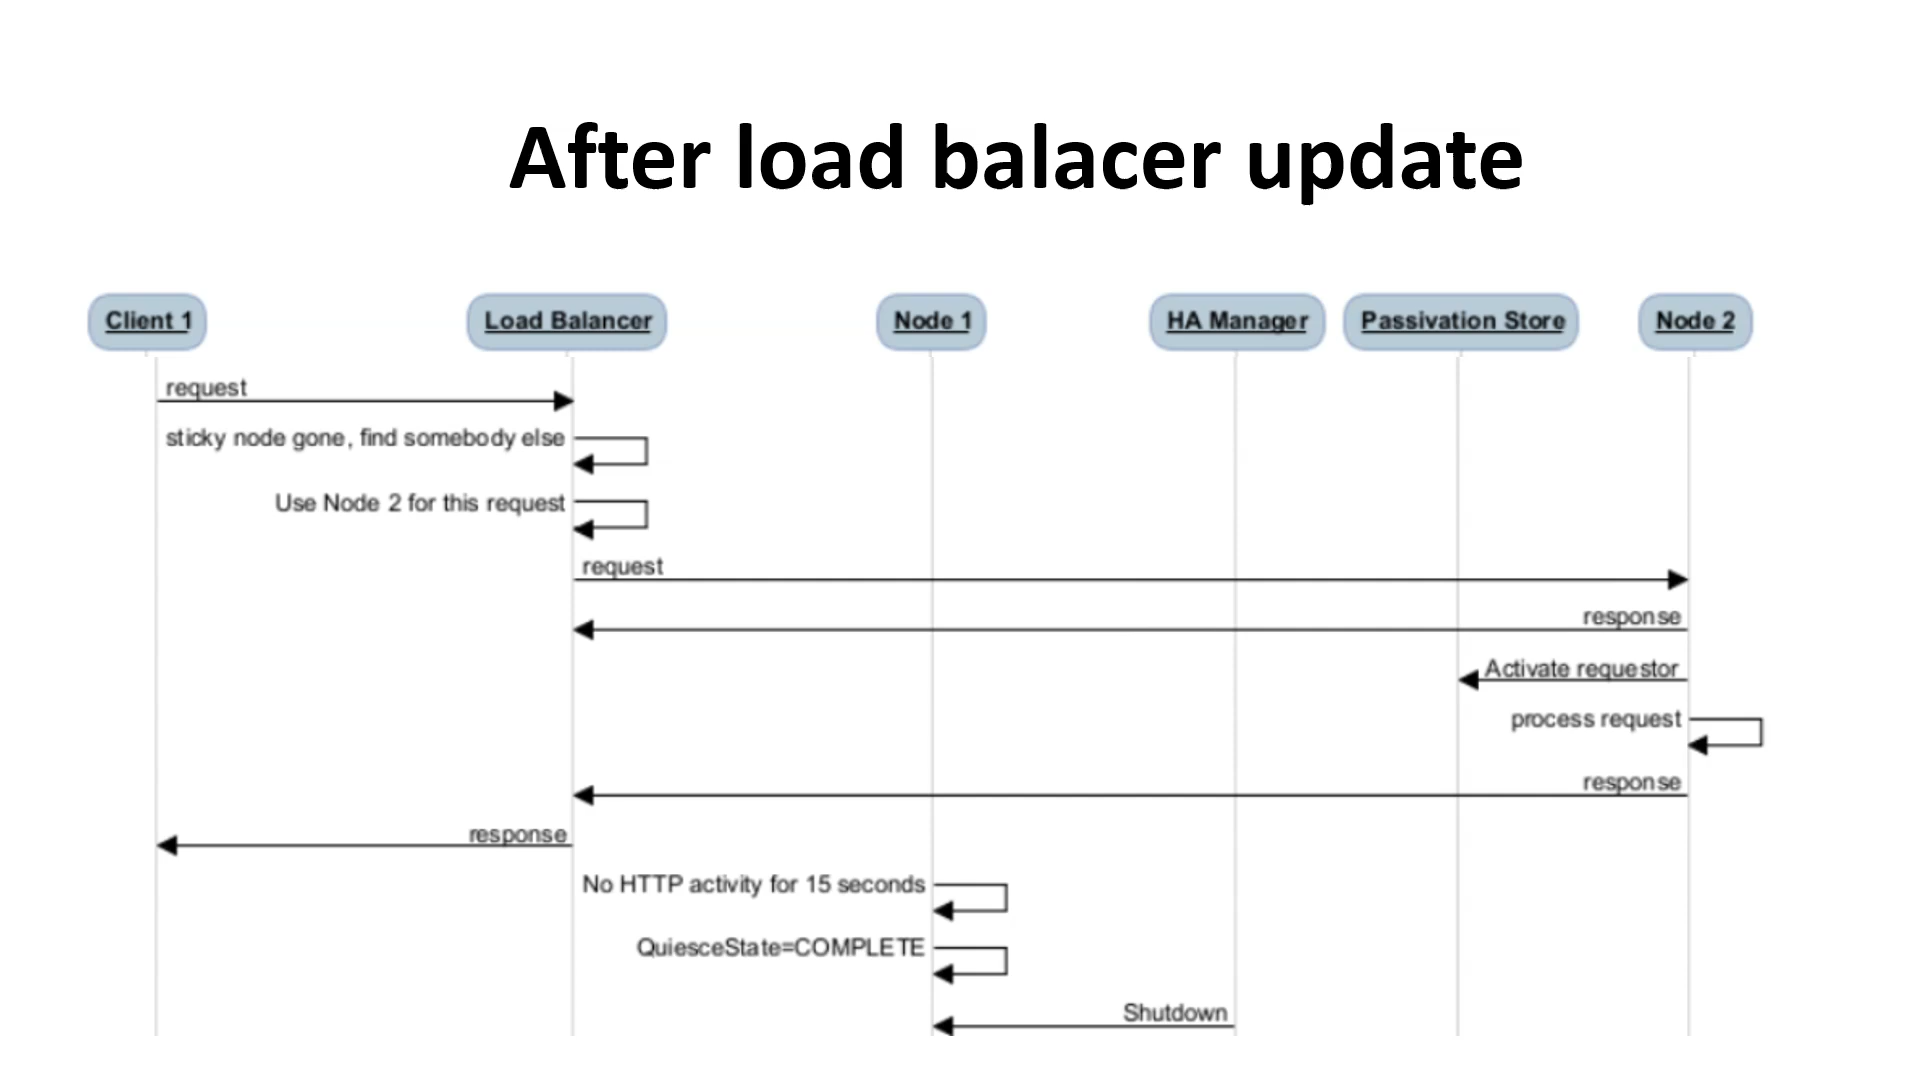 After load balacer update
Client 1
Load Balancer
Node 1
HA Manager
Passivation Store
Node 2
request
sticky node gone, find somebody else
Use Node 2 for this request
request
response
Activate requestor
process request
response
response
No HTTP activity for 15 seconds
QuiesceState=COMPLETE
Shutdown